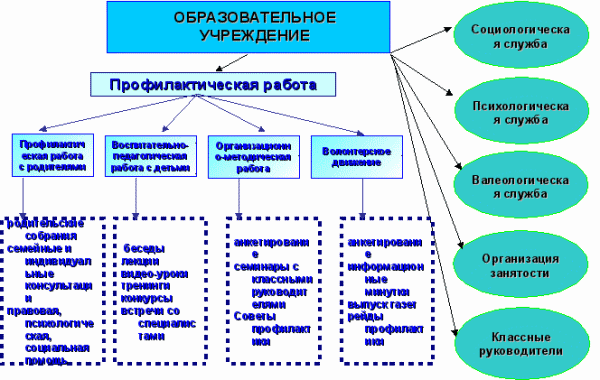 ОБРАЗОВАТЕЛЬНОЕ
УЧРЕЖДЕНИЕ
Профилактическая работа
Профилакти
ческая работа
с родителями
Воспитательно-
педагогическая
работа с детьми
Организационн
о-методическая
работа
Волонтерское
движение
родительские
собрания
семейные и
индивидуал
ьные
консультаци
и
правовая,
психологиче
ская,
социальная
помощь
беседы
лекции
видео-уроки
тренинги
конкурсы
встречи со
специалис
тами
анкетировани
е
семинары с
классными
руководит
елями
Советы
профилакт
ики
анкетировани
е
информацион
ные
минутки
выпуск газет
рейды
профилакт
ики
Социологическа
я служба
Психологическа
я служба
Валеологическа
я служба
Организация
занятости
Классные
руководители